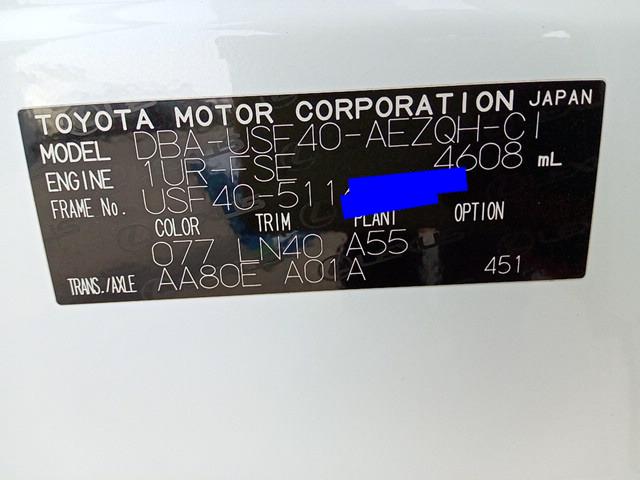 TOYOTA MOTOR CORPORATION JAPAN
MODEL DBA-USF40-AEZQH-CI
ENGINE 1UR-FSE 4608 mL
FRAME No. USF40-511
COLOR TRIM PLANT OPTION
077 LN40 A55
TRANS./AXLE AA80E A01A 451